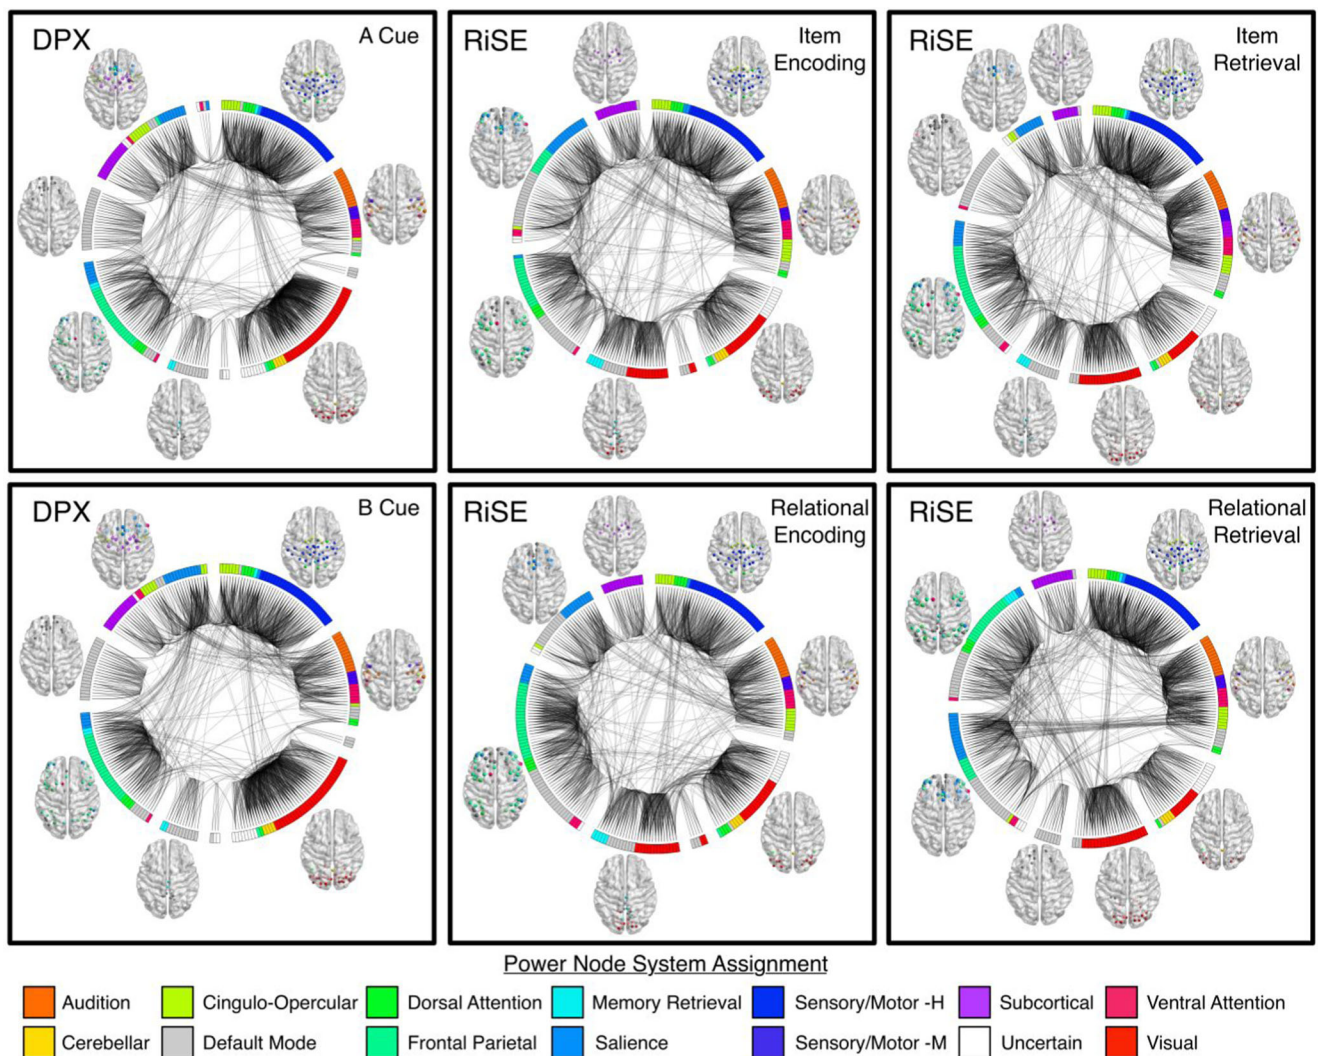 DPX
A Cue
RiSE
Item
Encoding
RiSE
Item
Retrieval
DPX
B Cue
RiSE
Relational
Encoding
RiSE
Relational
Retrieval
Power Node System Assignment
Audition
Cingulo-Opercular
Dorsal Attention
Memory Retrieval
Sensory/Motor -H
Subcortical
Ventral Attention
Cerebellar
Default Mode
Frontal Parietal
Salience
Sensory/Motor -M
Uncertain
Visual